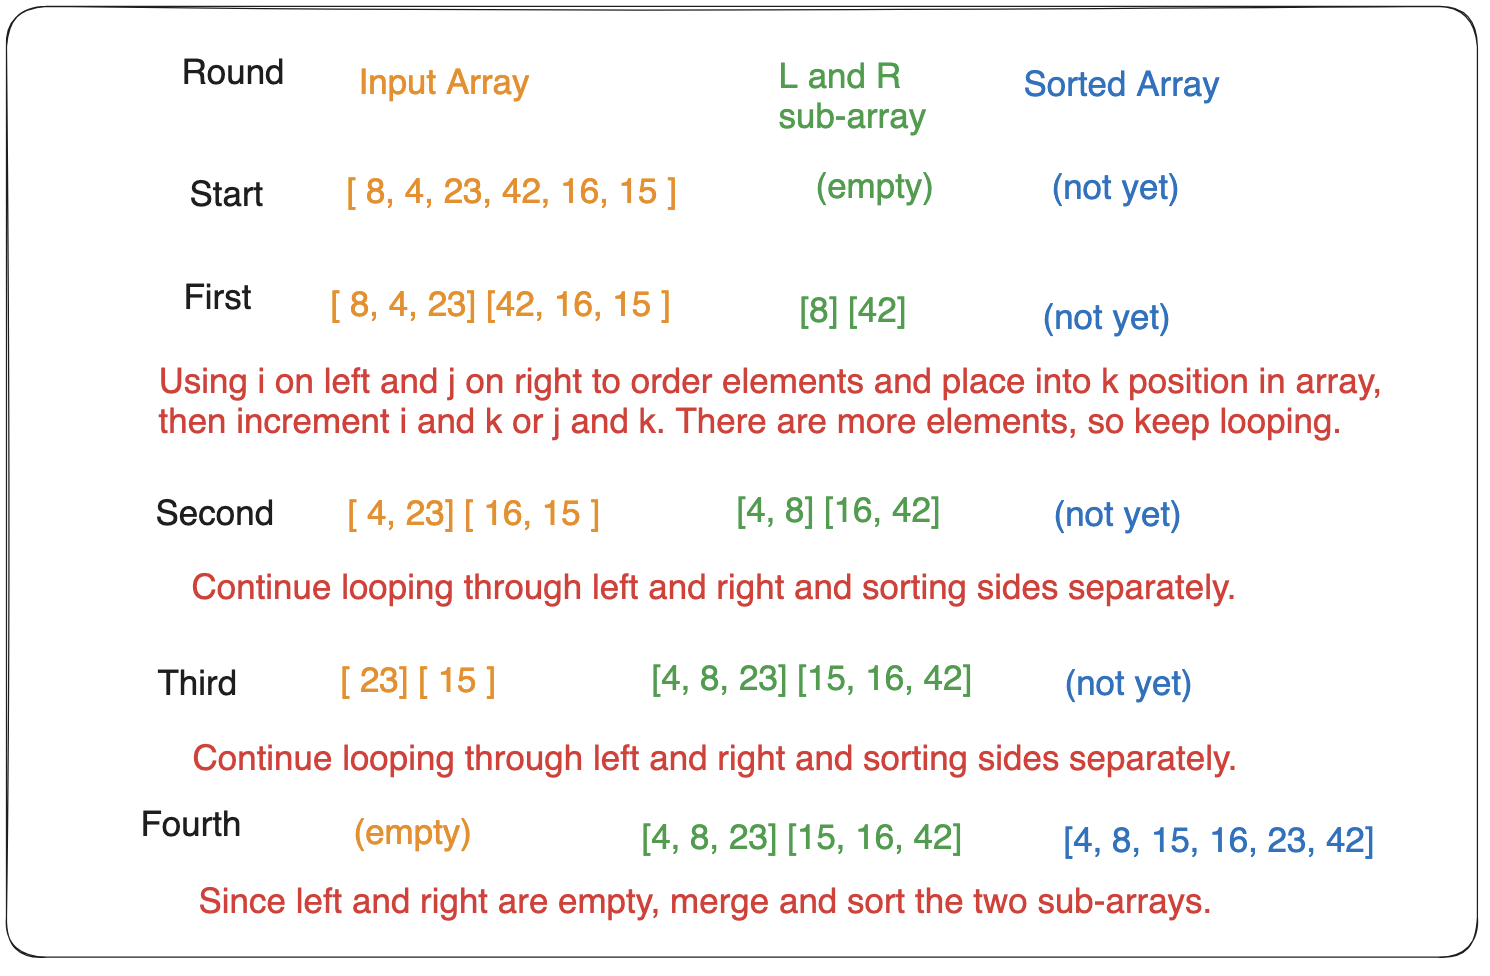 Round Input Array L and R sub-array Sorted Array
Start [ 8, 4, 23, 42, 16, 15 ] (empty) (not yet)
First [ 8, 4, 23] [42, 16, 15 ] [8] [42] (not yet)
Using i on left and j on right to order elements and place into k position in array,
then increment i and k or j and k. There are more elements, so keep looping.
Second [ 4, 23] [ 16, 15 ] [4, 8] [16, 42] (not yet)
Continue looping through left and right and sorting sides separately.
Third [ 23] [ 15 ] [4, 8, 23] [15, 16, 42] (not yet)
Continue looping through left and right and sorting sides separately.
Fourth (empty) [4, 8, 23] [15, 16, 42] [4, 8, 15, 16, 23, 42]
Since left and right are empty, merge and sort the two sub-arrays.